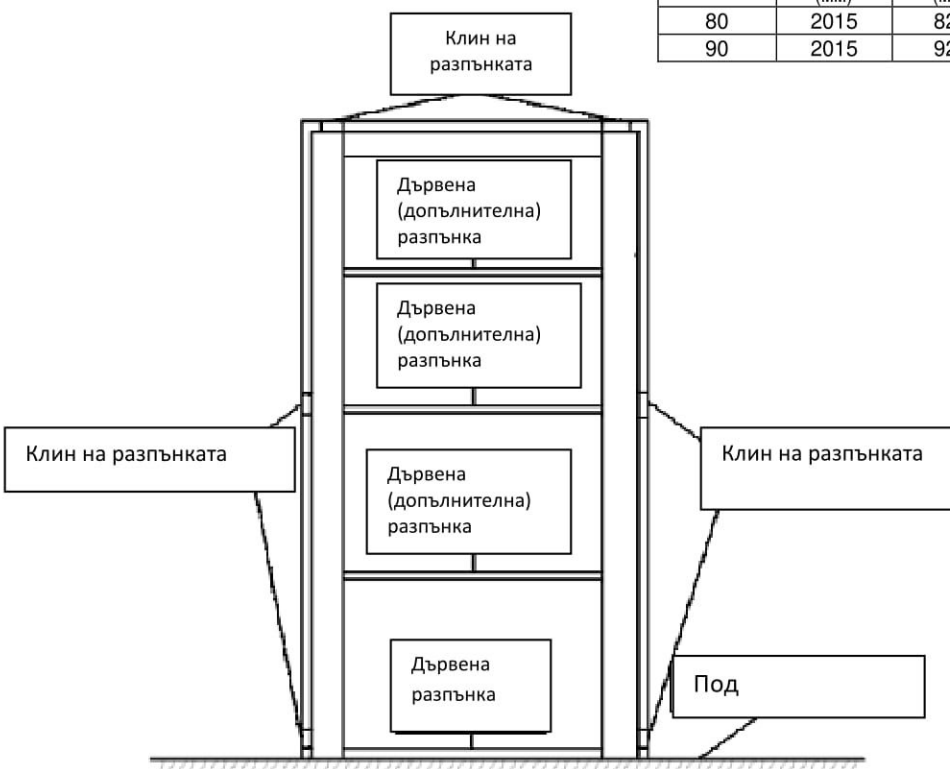 80 2015
90 2015
Клин на
разпънката
Дървена
(допълнителна)
разпънка
Дървена
(допълнителна)
разпънка
Клин на разпънката
Клин на разпънката
Дървена
(допълнителна)
разпънка
Дървена
разпънка
Под